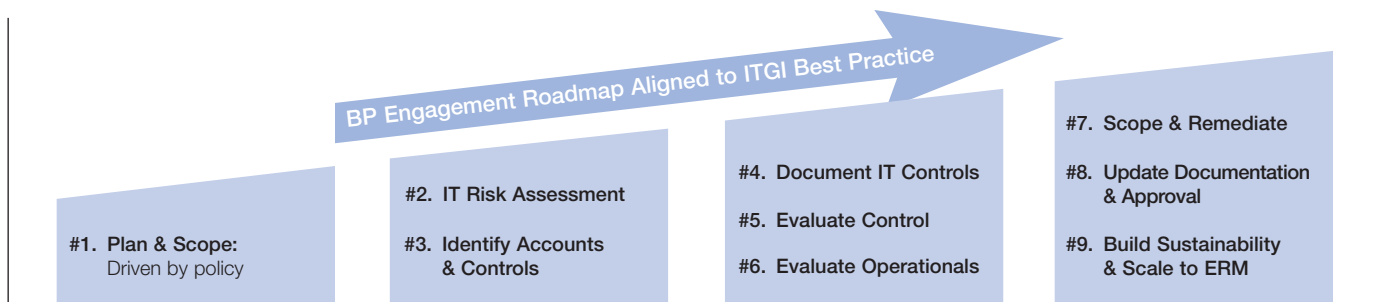 BP Engagement Roadmap Aligned to ITGI Best Practice
#1. Plan & Scope:
Driven by policy
#2. IT Risk Assessment
#3. Identify Accounts
& Controls
#4. Document IT Controls
#5. Evaluate Control
#6. Evaluate Operationals
#7. Scope & Remediate
#8. Update Documentation
& Approval
#9. Build Sustainability
& Scale to ERM